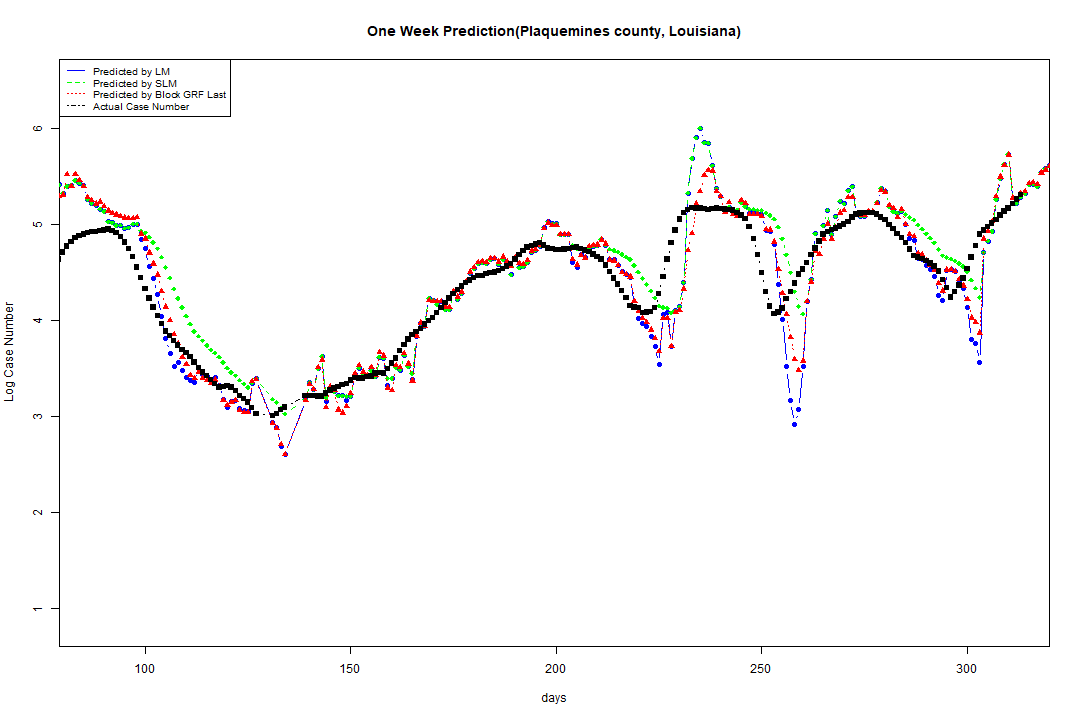 One Week Prediction(Plaquemines county, Louisiana)
Predicted by LM
Predicted by SLM
Predicted by Block GRF Last
Actual Case Number
Log Case Number
6
5
4
3
2
1
100 150 200 250 300
days